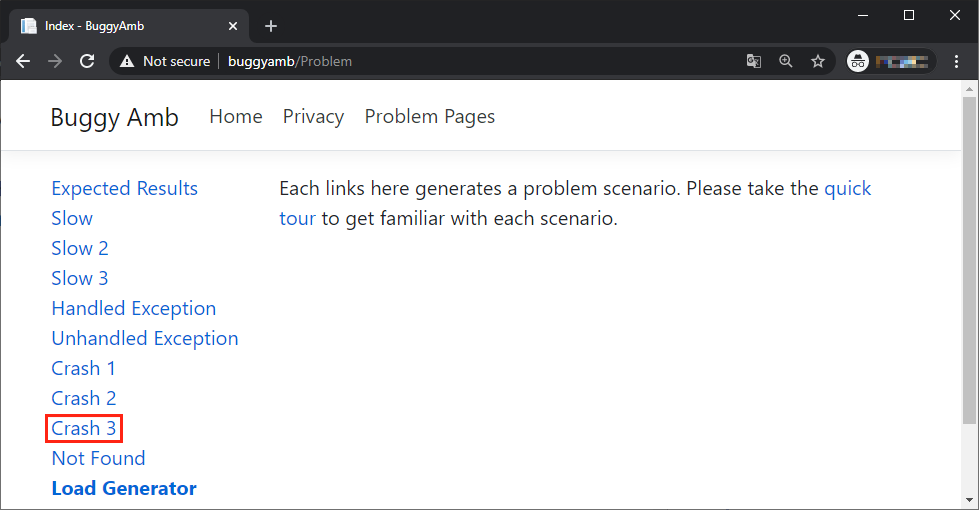 Index - BuggyAmb
Not secure buggyamb/Problem
Buggy Amb Home Privacy Problem Pages
Expected Results
Slow
Slow 2
Slow 3
Handled Exception
Unhandled Exception
Crash 1
Crash 2
Crash 3
Not Found
Load Generator
Each links here generates a problem scenario. Please take the quick
tour to get familiar with each scenario.